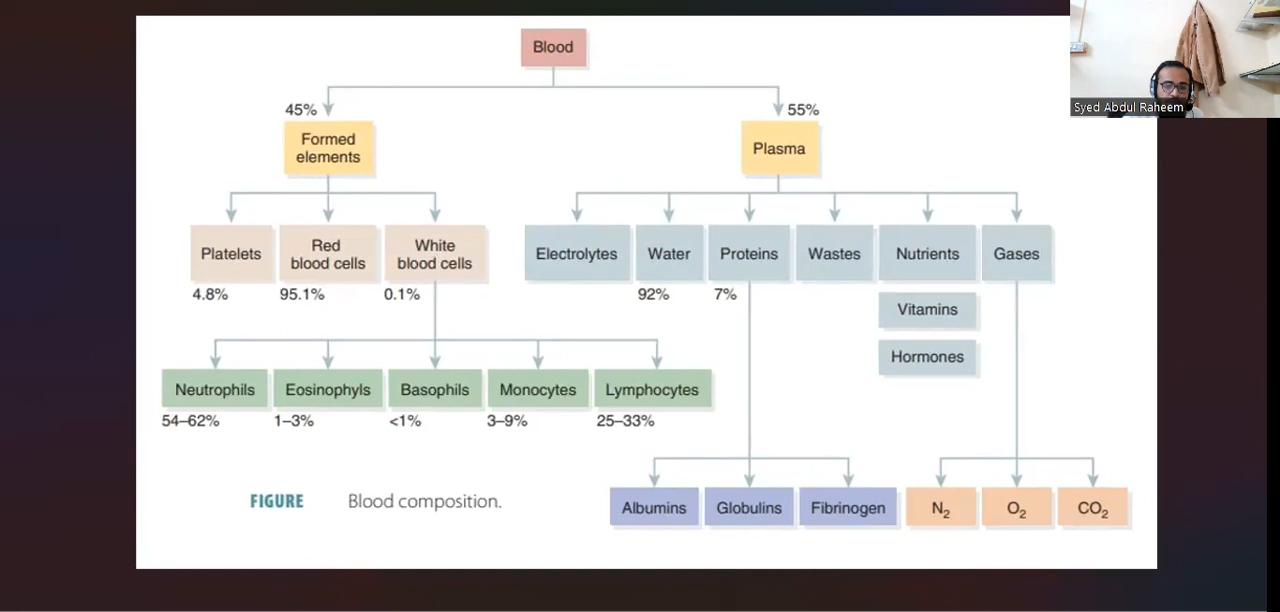 Blood
45%
55%
Formed
elements
Plasma
Platelets
Red
blood cells
White
blood cells
Electrolytes
Water
Proteins
Wastes
Nutrients
Gases
4.8%
95.1%
0.1%
92%
7%
Vitamins
Hormones
Neutrophils
Eosinophyls
Basophils
Monocytes
Lymphocytes
54–62%
1–3%
<1%
3–9%
25–33%
Albumins
Globulins
Fibrinogen
N2
O2
CO2
FIGURE Blood composition.
Syed Abdul Raheem